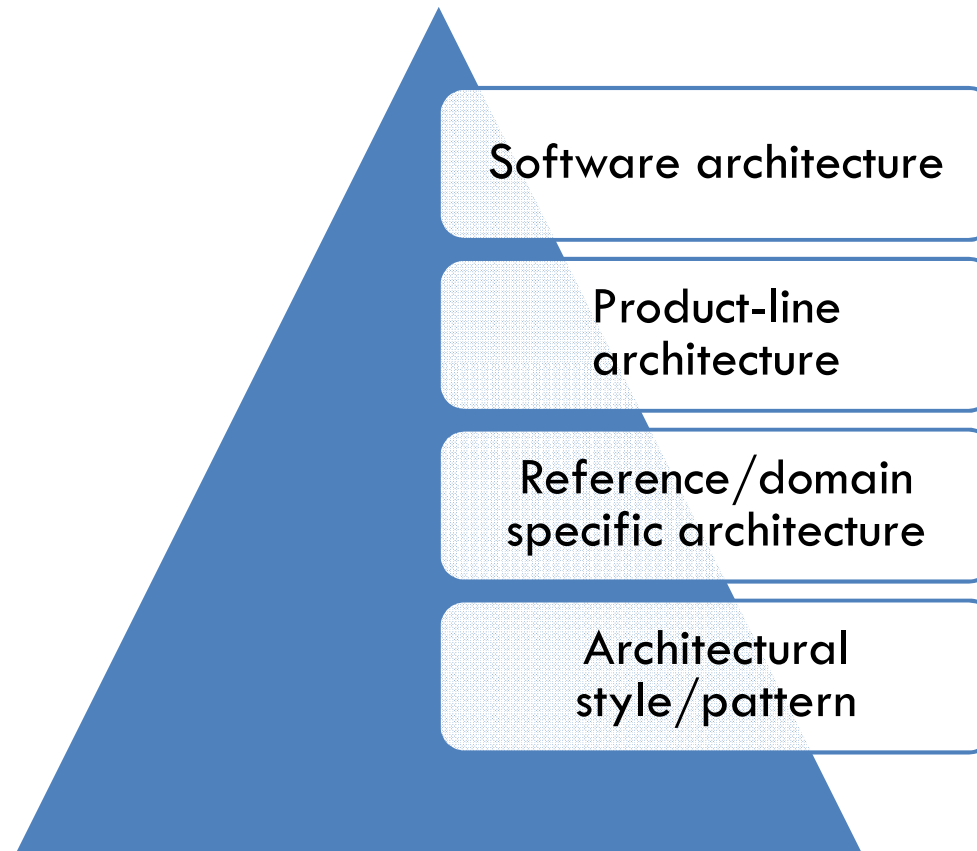 Software architecture
Product-line
architecture
Reference/domain
specific architecture
Architectural
style/pattern